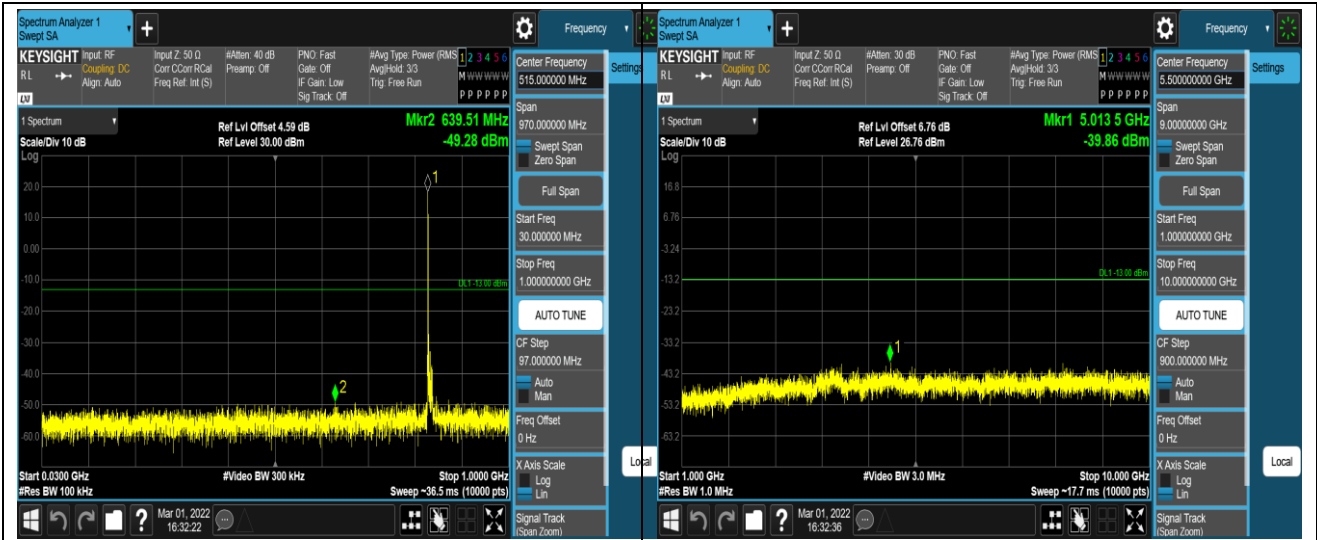 Spectrum Analyzer 1
Swept SA
+
Frequency
KEYSIGHT
RL
LXI
Input: RF
Coupling: DC
Align: Auto
Input Z: 50 Ω
Corr CCorr RCal
Freq Ref: Int (S)
#Atten: 40 dB
Preamp: Off
PNO: Fast
Gate: Off
IF Gain: Low
Sig Track: Off
#Avg Type: Power (RMS
Avg|Hold: 3/3
Trig: Free Run
1 2 3 4 5 6
M W W W W W
P P P P P P
1 Spectrum
Scale/Div 10 dB
Log
Ref Lvl Offset 4.59 dB
Ref Level 30.00 dBm
Mkr2 639.51 MHz
-49.28 dBm
20.0
10.0
0.00
-10.0
-20.0
-30.0
-40.0
-50.0
-60.0
1
DL1 -13.00 dBm
2
Start 0.0300 GHz
#Res BW 100 kHz
#Video BW 300 kHz
Stop 1.0000 GHz
Sweep ~36.5 ms (10000 pts)
Mar 01, 2022
16:32:22
Center Frequency
515.000000 MHz
Span
970.000000 MHz
Swept Span
Zero Span
Full Span
Start Freq
30.000000 MHz
Stop Freq
1.000000000 GHz
AUTO TUNE
CF Step
97.000000 MHz
Auto
Man
Freq Offset
0 Hz
X Axis Scale
Log
Lin
Signal Track
(Span Zoom)
Settings
Local
Spectrum Analyzer 1
Swept SA
+
Frequency
KEYSIGHT
RL
LXI
Input: RF
Coupling: DC
Align: Auto
Input Z: 50 Ω
Corr CCorr RCal
Freq Ref: Int (S)
#Atten: 30 dB
Preamp: Off
PNO: Fast
Gate: Off
IF Gain: Low
Sig Track: Off
#Avg Type: Power (RMS
Avg|Hold: 3/3
Trig: Free Run
1 2 3 4 5 6
M W W W W W
P P P P P P
1 Spectrum
Scale/Div 10 dB
Log
Ref Lvl Offset 6.76 dB
Ref Level 26.76 dBm
Mkr1 5.013 5 GHz
-39.86 dBm
16.8
6.76
-3.24
-13.2
-23.2
-33.2
-43.2
-53.2
-63.2
DL1 -13.00 dBm
1
Start 1.000 GHz
#Res BW 1.0 MHz
#Video BW 3.0 MHz
Stop 10.000 GHz
Sweep ~17.7 ms (10000 pts)
Mar 01, 2022
16:32:36
Center Frequency
5.500000000 GHz
Span
9.00000000 GHz
Swept Span
Zero Span
Full Span
Start Freq
1.000000000 GHz
Stop Freq
10.000000000 GHz
AUTO TUNE
CF Step
900.000000 MHz
Auto
Man
Freq Offset
0 Hz
X Axis Scale
Log
Lin
Signal Track
(Span Zoom)
Settings
Local